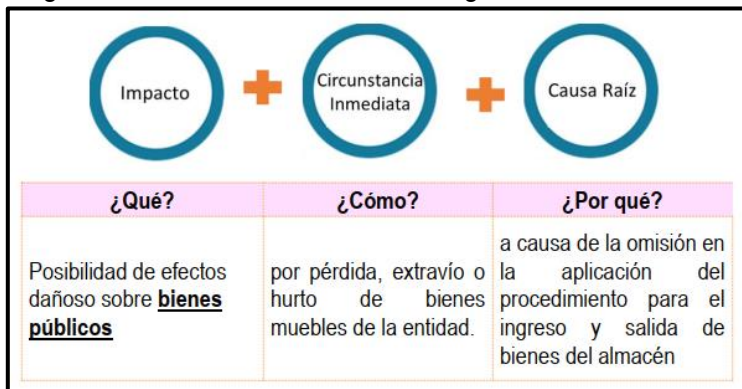 Impacto
Circunstancia
Inmediata
Causa Raíz
¿Qué?
¿Cómo?
¿Por qué?
Posibilidad de efectos
dañoso sobre bienes
públicos
por pérdida, extravío o
hurto de bienes
muebles de la entidad.
a causa de la omisión en
la aplicación del
procedimiento para el
ingreso y salida de
bienes del almacén